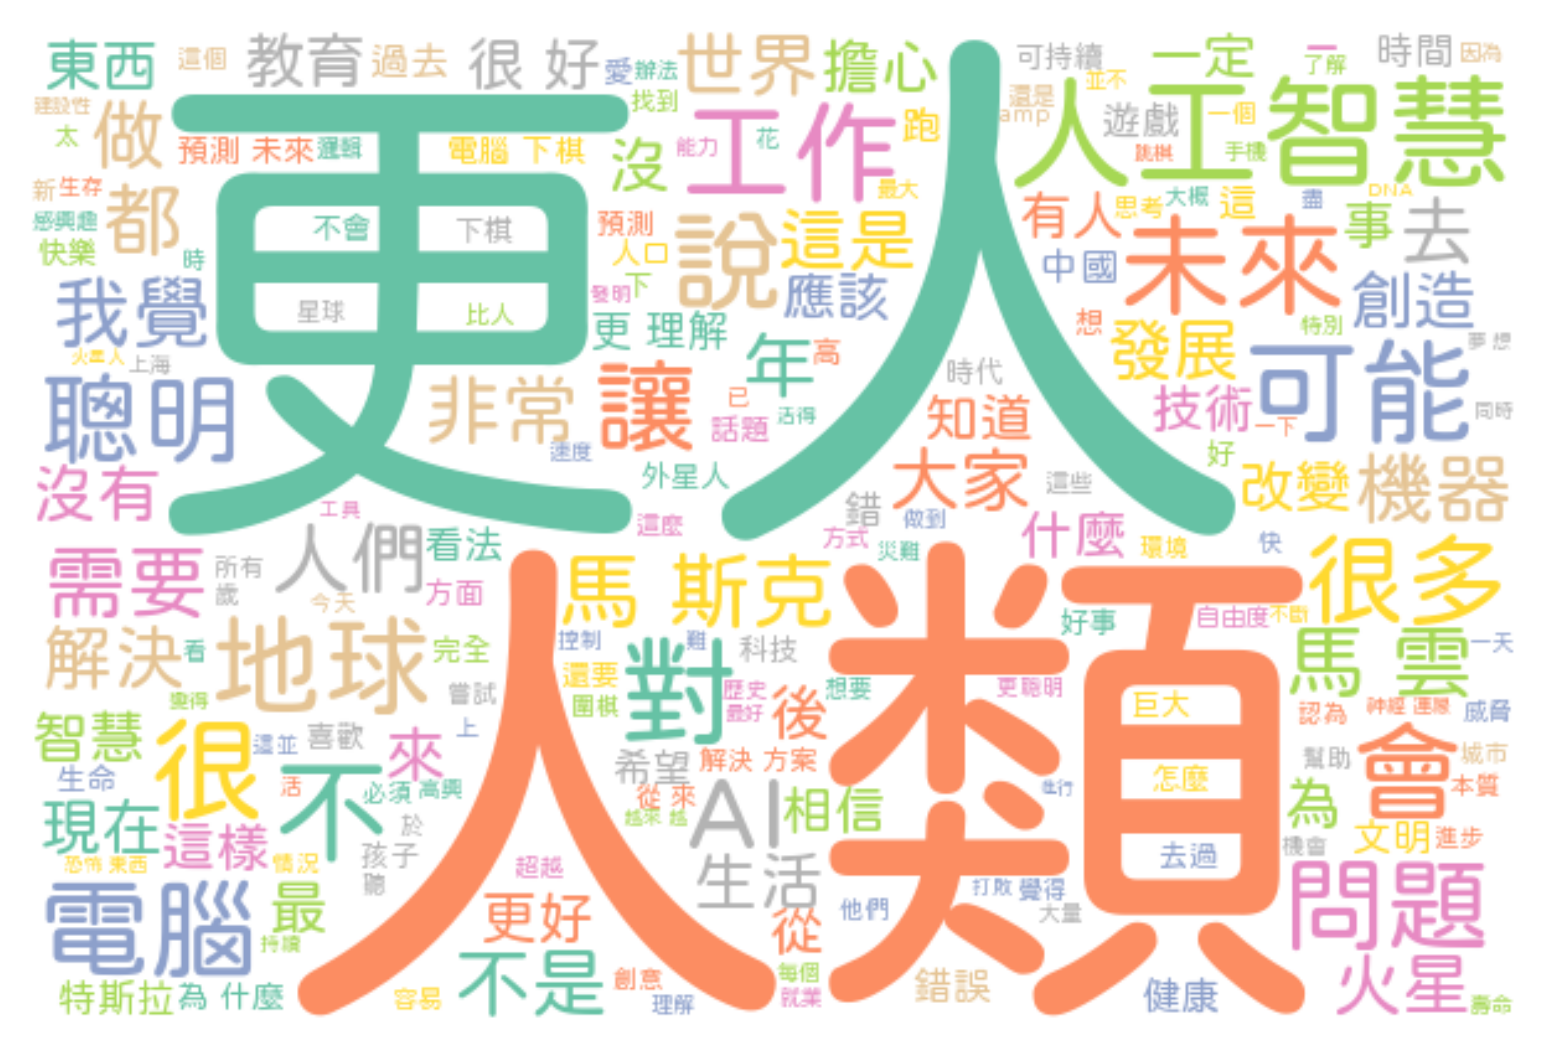 東西 這個 教育 過去 很 好 愛 辦法 世界 擔心 可持續 一定 一 了解 時間 因為
建設性 找到 還是 並不
太 做 預測 未來 邏輯 電腦 下棋 沒 能力 工作 花 跑 amp 人工智慧 遊戲 一個
跳棋 手機
新 生存 都 更 人 最大 有人 思考 大概 這 盡 DNA 事 去
感興趣 不會 下棋 預測 說 這是
快樂 時 人口 中國 未來
我覺 星球 比人 發明 下 應該 創造
更 理解 年 高 想 發展 特別 夢想
火星人 上海 時代 可能
聰明 非常 讓 已 話題 活得 知道 技術 一下 同時
速度 大家 好
沒有 外星人 這些 改變 機器
工具 這麼 錯 做到 什麼
需要 所有 人們 看法 馬 斯克 方式 災難 環境 快 很多
歲 今天 方面 人類 好事 自由度 不斷
解決 看 地球 完全 控制 難 科技 馬 雲 一天
變得 嘗試 還要 對 歷史 想要 更聰明
圍棋 最好 後 巨大 認為 神經 連屋 威脅
智慧 很 這並 喜歡 來 上 希望 解決 方案 幫助 會 城市
生命 活 不 必須 高興 從 來 AI 相信 進行 怎麼 為 本質
現在 這樣 於 越來 越 文明 進步
恐怖 東西 情況 孩子 超越 生活 去過 機會
電腦 最 聽 更好 從 他們 打敗 覺得 大量 問題
持續 不是 創意 每個 錯誤 健康 火星
特斯拉 為 什麼 容易 理解 就業 壽命